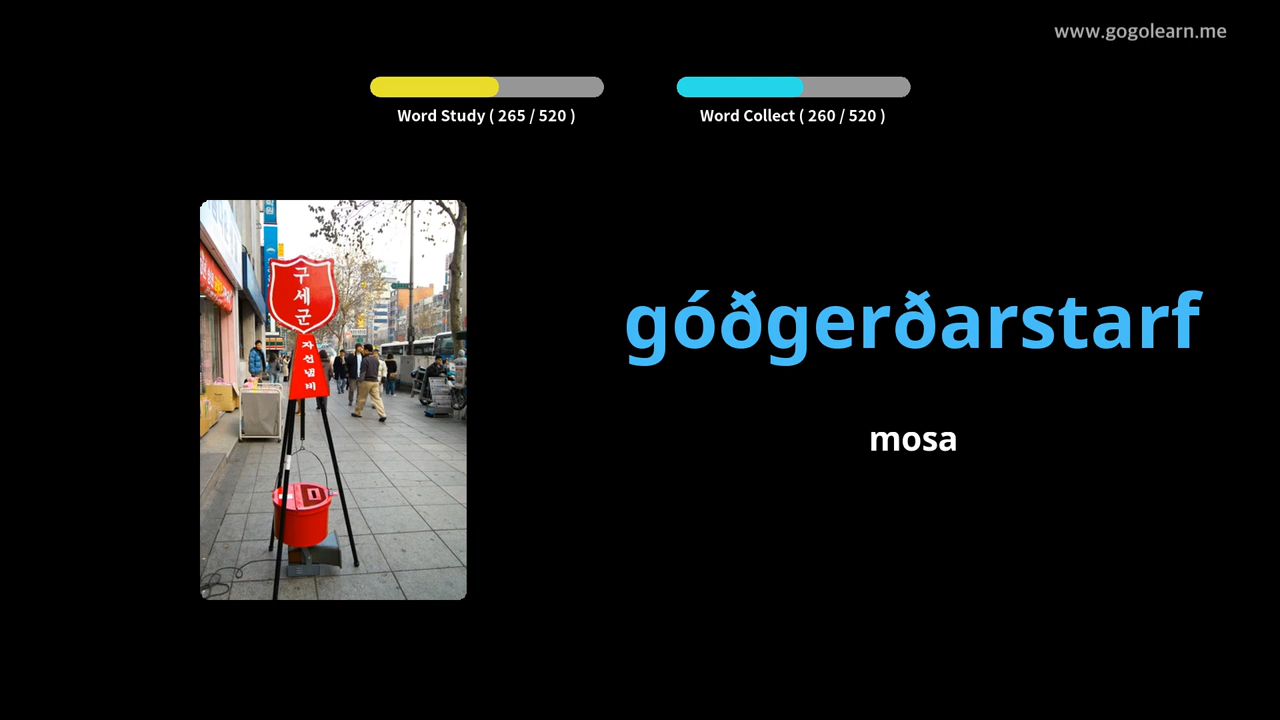 www.gogolearn.me
Word Study ( 265 / 520 )
Word Collect ( 260 / 520 )
구세군
자선냄비
góðgerðarstarf
mosa